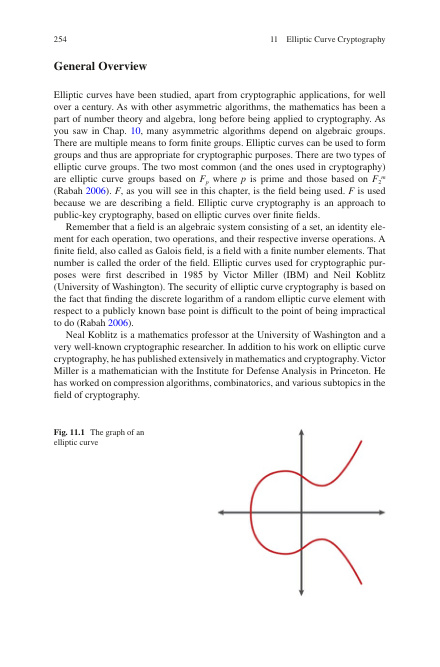 254
11 Elliptic Curve Cryptography
General Overview
Elliptic curves have been studied, apart from cryptographic applications, for well
over a century. As with other asymmetric algorithms, the mathematics has been a
part of number theory and algebra, long before being applied to cryptography. As
you saw in Chap. 10, many asymmetric algorithms depend on algebraic groups.
There are multiple means to form finite groups. Elliptic curves can be used to form
groups and thus are appropriate for cryptographic purposes. There are two types of
elliptic curve groups. The two most common (and the ones used in cryptography)
are elliptic curve groups based on Fp where p is prime and those based on F2m
(Rabah 2006). F, as you will see in this chapter, is the field being used. F is used
because we are describing a field. Elliptic curve cryptography is an approach to
public-key cryptography, based on elliptic curves over finite fields.
Remember that a field is an algebraic system consisting of a set, an identity ele-
ment for each operation, two operations, and their respective inverse operations. A
finite field, also called as Galois field, is a field with a finite number elements. That
number is called the order of the field. Elliptic curves used for cryptographic pur-
poses were first described in 1985 by Victor Miller (IBM) and Neil Koblitz
(University of Washington). The security of elliptic curve cryptography is based on
the fact that finding the discrete logarithm of a random elliptic curve element with
respect to a publicly known base point is difficult to the point of being impractical
to do (Rabah 2006).
Neal Koblitz is a mathematics professor at the University of Washington and a
very well-known cryptographic researcher. In addition to his work on elliptic curve
cryptography, he has published extensively in mathematics and cryptography. Victor
Miller is a mathematician with the Institute for Defense Analysis in Princeton. He
has worked on compression algorithms, combinatorics, and various subtopics in the
field of cryptography.
Fig. 11.1 The graph of an
elliptic curve